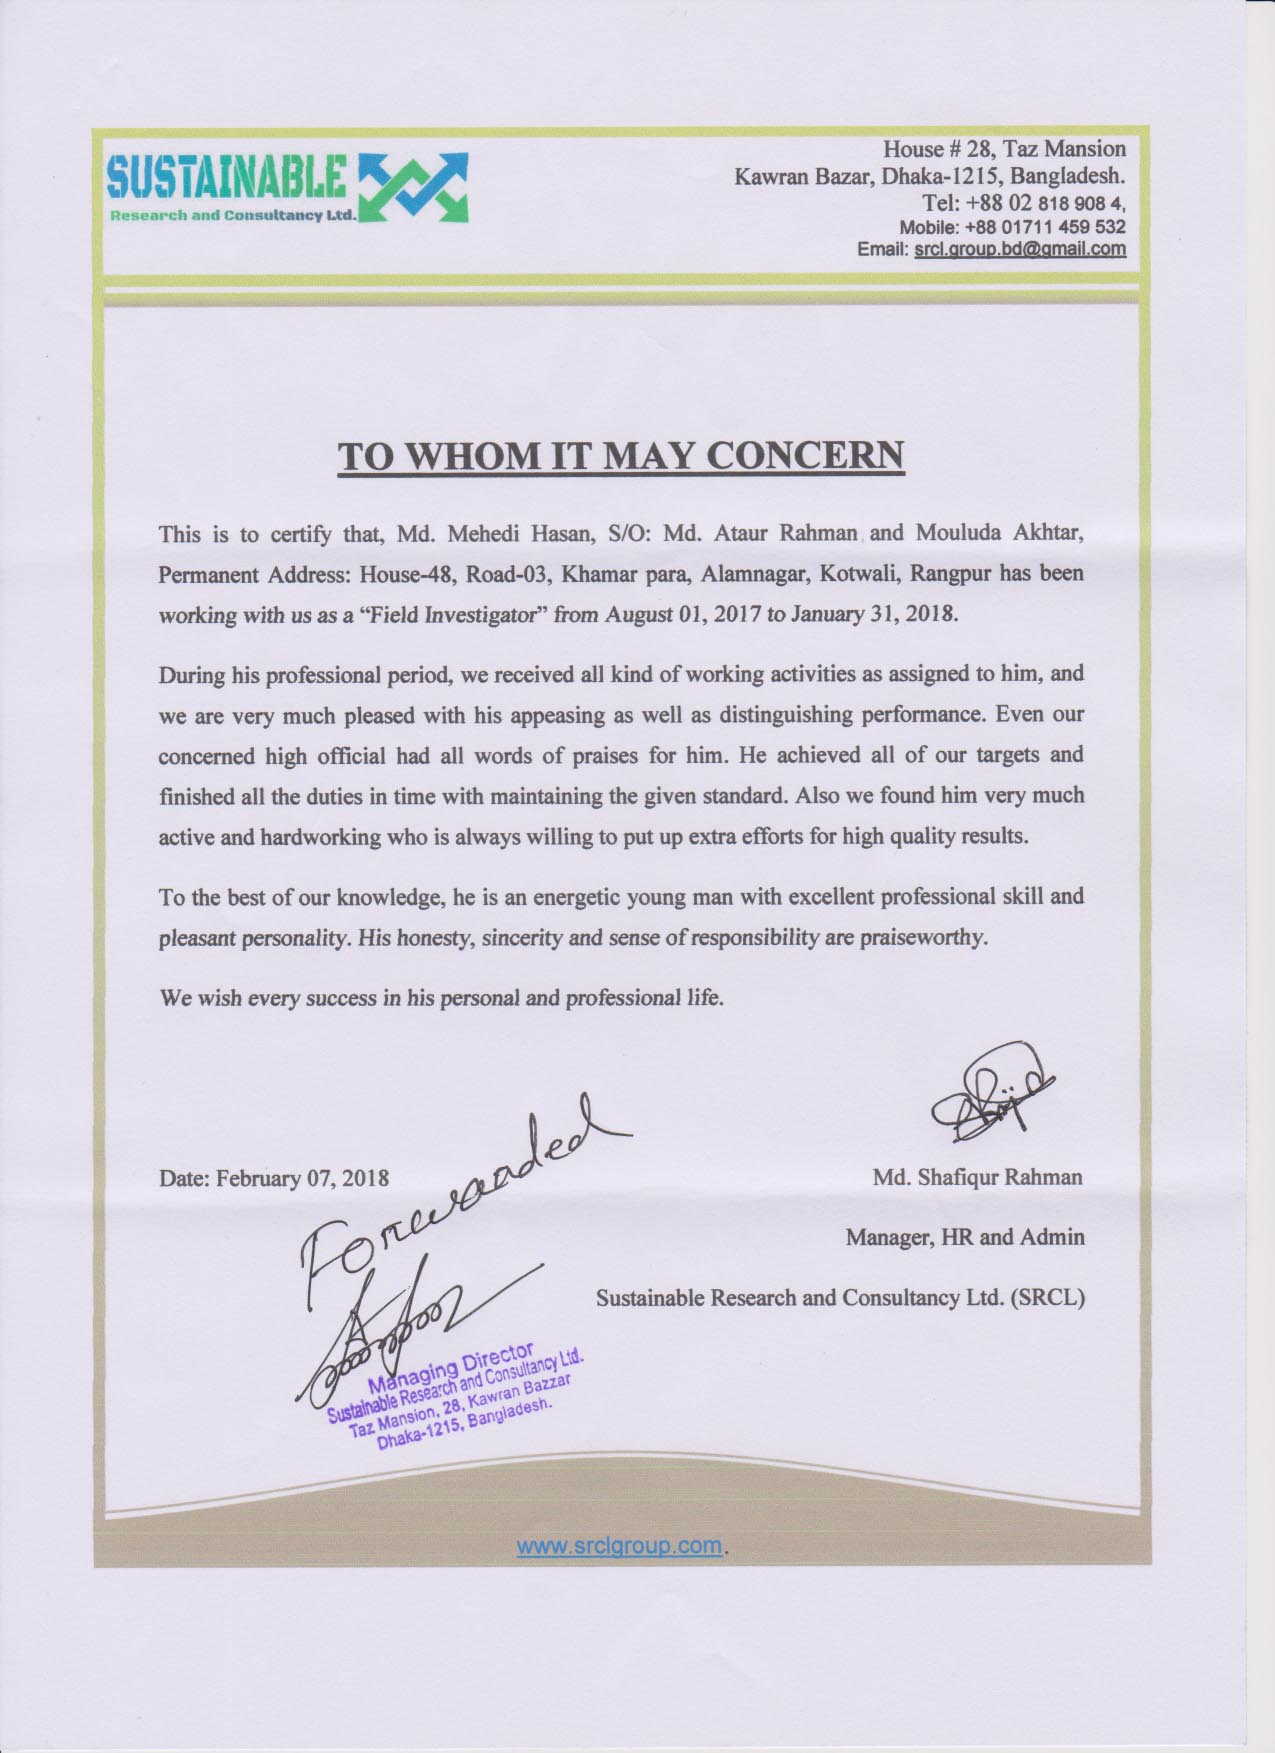 SUSTAINABLE
Research and Consultancy Ltd.
House # 28, Taz Mansion
Kawran Bazar, Dhaka-1215, Bangladesh.
Tel: +88 02 818 908 4,
Mobile: +88 01711 459 532
Email: srcl.group.bd@gmail.com
TO WHOM IT MAY CONCERN
This is to certify that, Md. Mehedi Hasan, S/O: Md. Ataur Rahman and Mouluda Akhtar,
Permanent Address: House-48, Road-03, Khamar para, Alamnagar, Kotwali, Rangpur has been
working with us as a “Field Investigator” from August 01, 2017 to January 31, 2018.
During his professional period, we received all kind of working activities as assigned to him, and
we are very much pleased with his appeasing as well as distinguishing performance. Even our
concerned high official had all words of praises for him. He achieved all of our targets and
finished all the duties in time with maintaining the given standard. Also we found him very much
active and hardworking who is always willing to put up extra efforts for high quality results.
To the best of our knowledge, he is an energetic young man with excellent professional skill and
pleasant personality. His honesty, sincerity and sense of responsibility are praiseworthy.
We wish every success in his personal and professional life.
Date: February 07, 2018
Md. Shafiqur Rahman
Manager, HR and Admin
Sustainable Research and Consultancy Ltd. (SRCL)
Forwarded
Managing Director
Sustainable Research and Consultancy Ltd.
Taz Mansion, 28, Kawran Bazzar
Dhaka-1215, Bangladesh.
www.srclgroup.com.